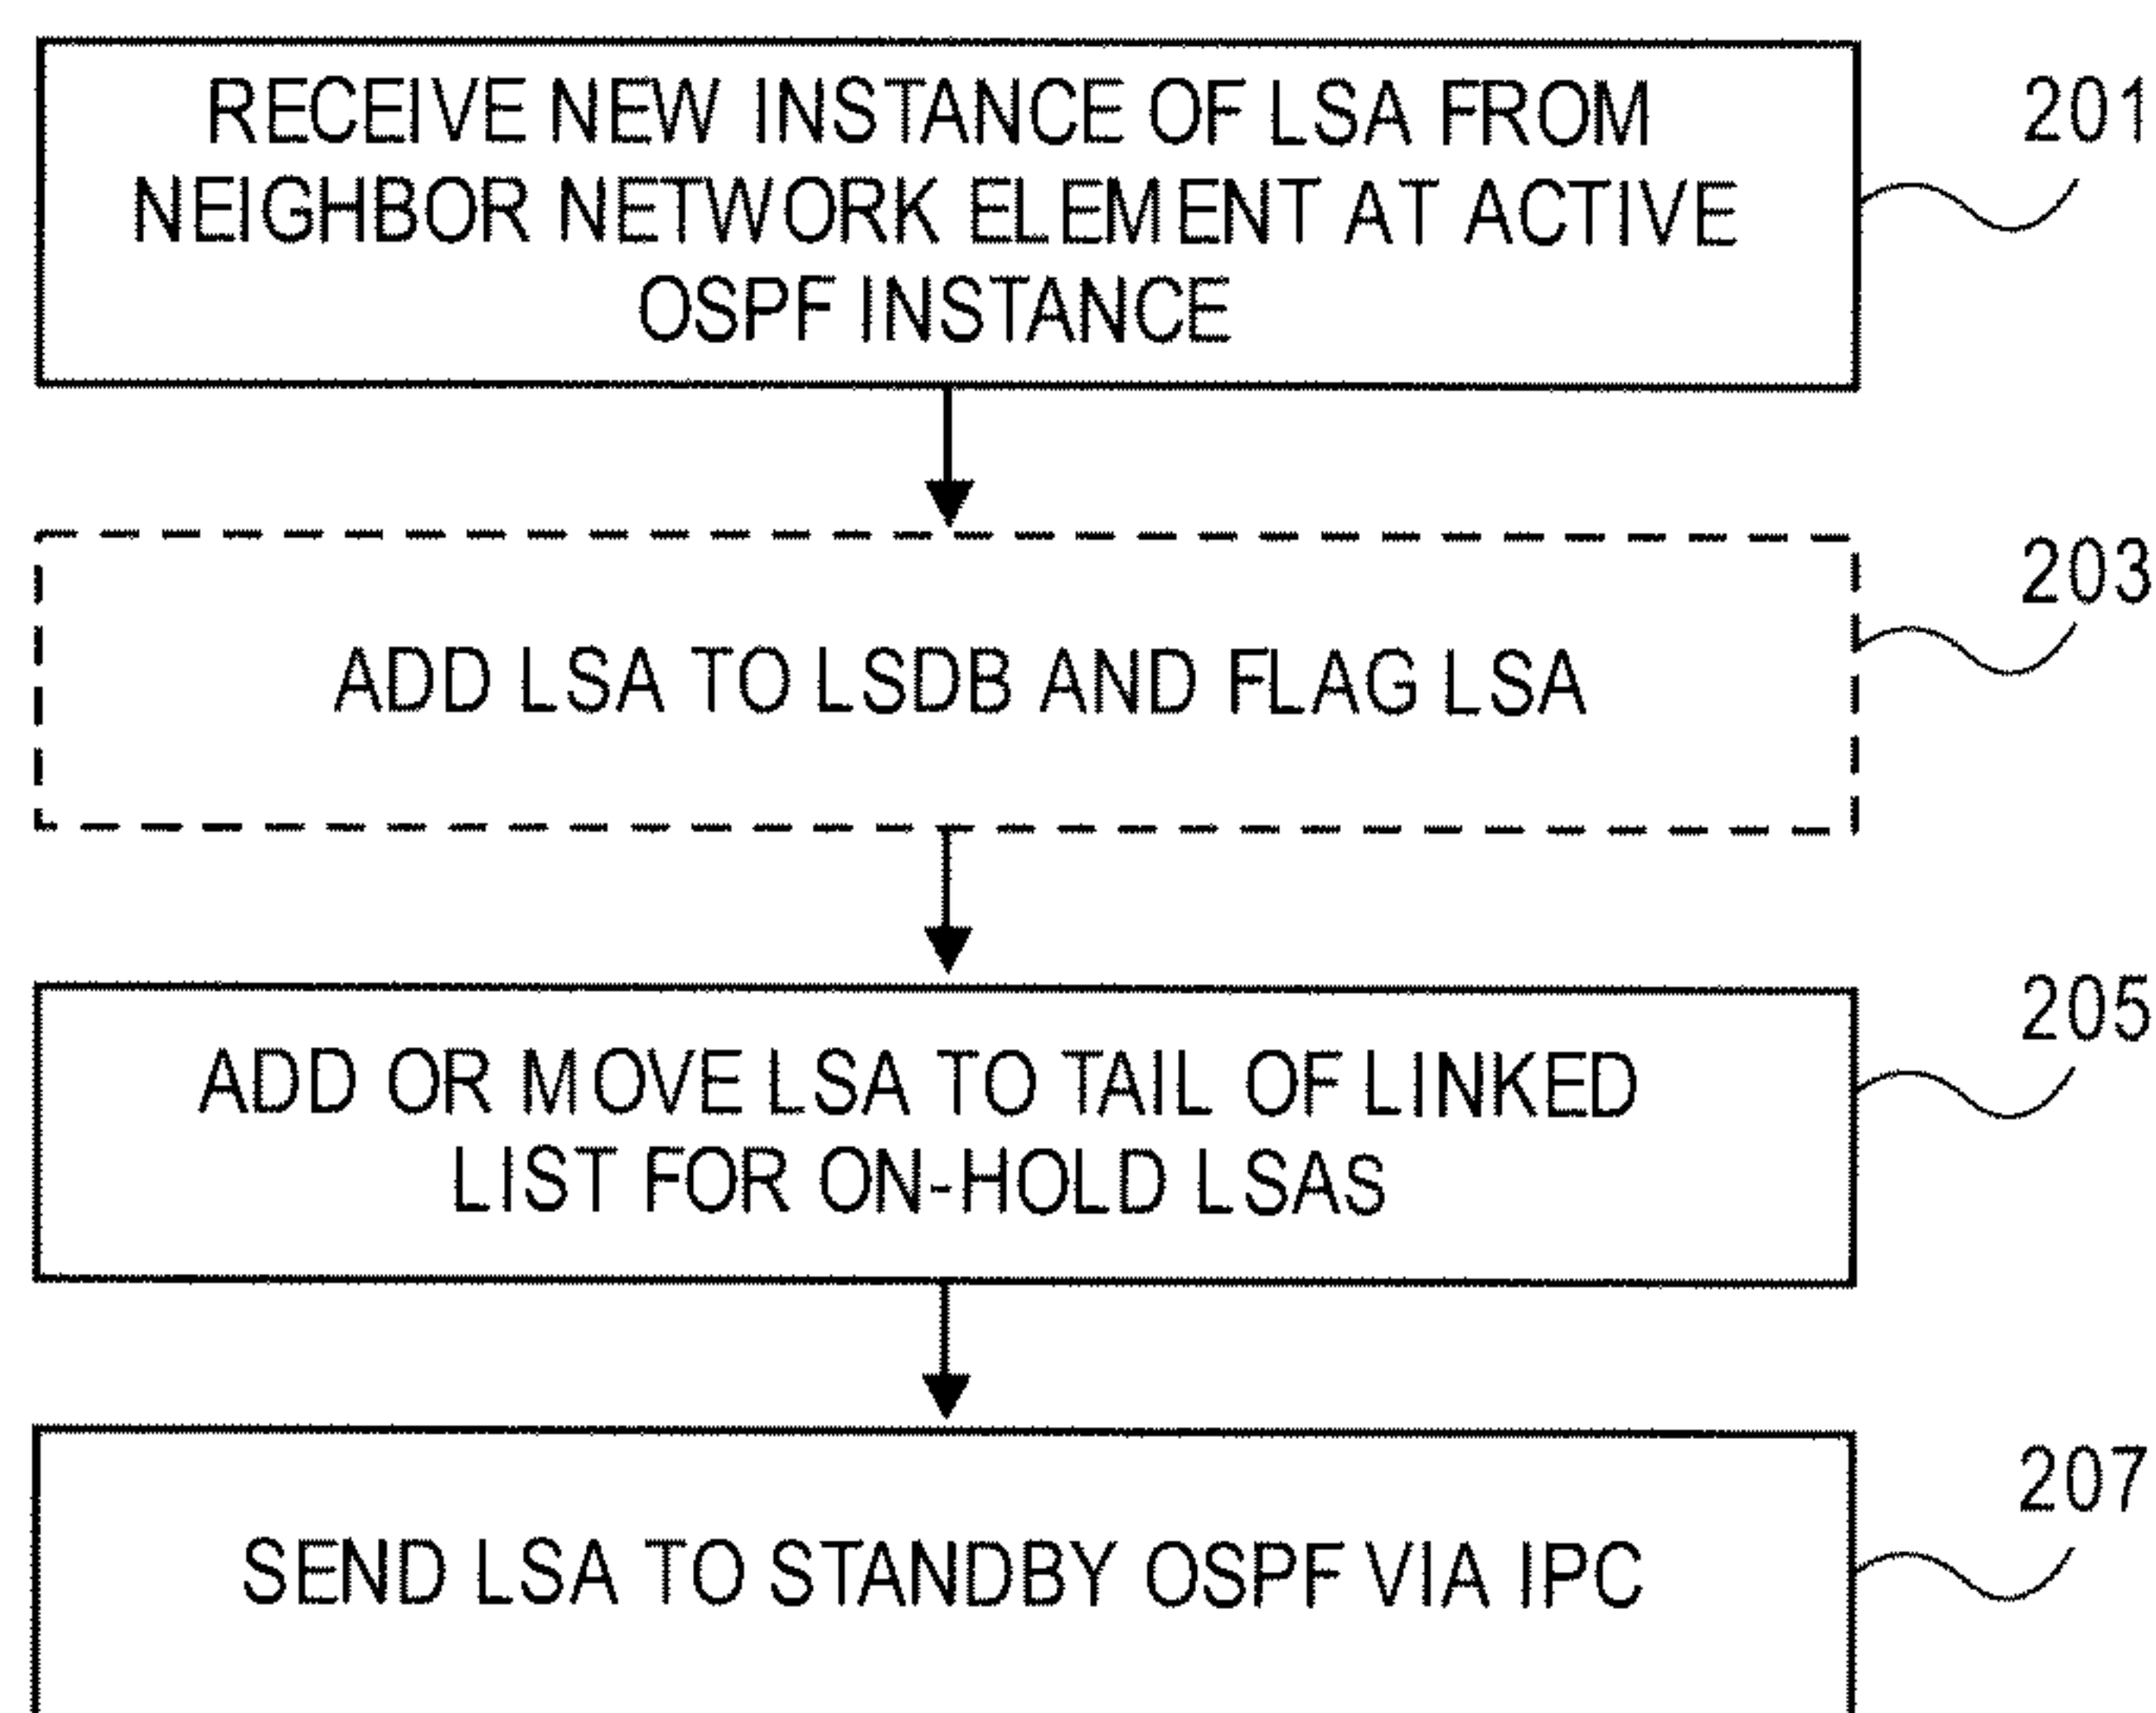 RECEIVE NEW INSTANCE OF LSA FROM
NEIGHBOR NETWORK ELEMENT AT ACTIVE
OSPF INSTANCE
201
ADD LSA TO LSDB AND FLAG LSA
203
ADD OR MOVE LSA TO TAIL OF LINKED
LIST FOR ON-HOLD LSAS
205
SEND LSA TO STANDBY OSPF VIA IPC
207